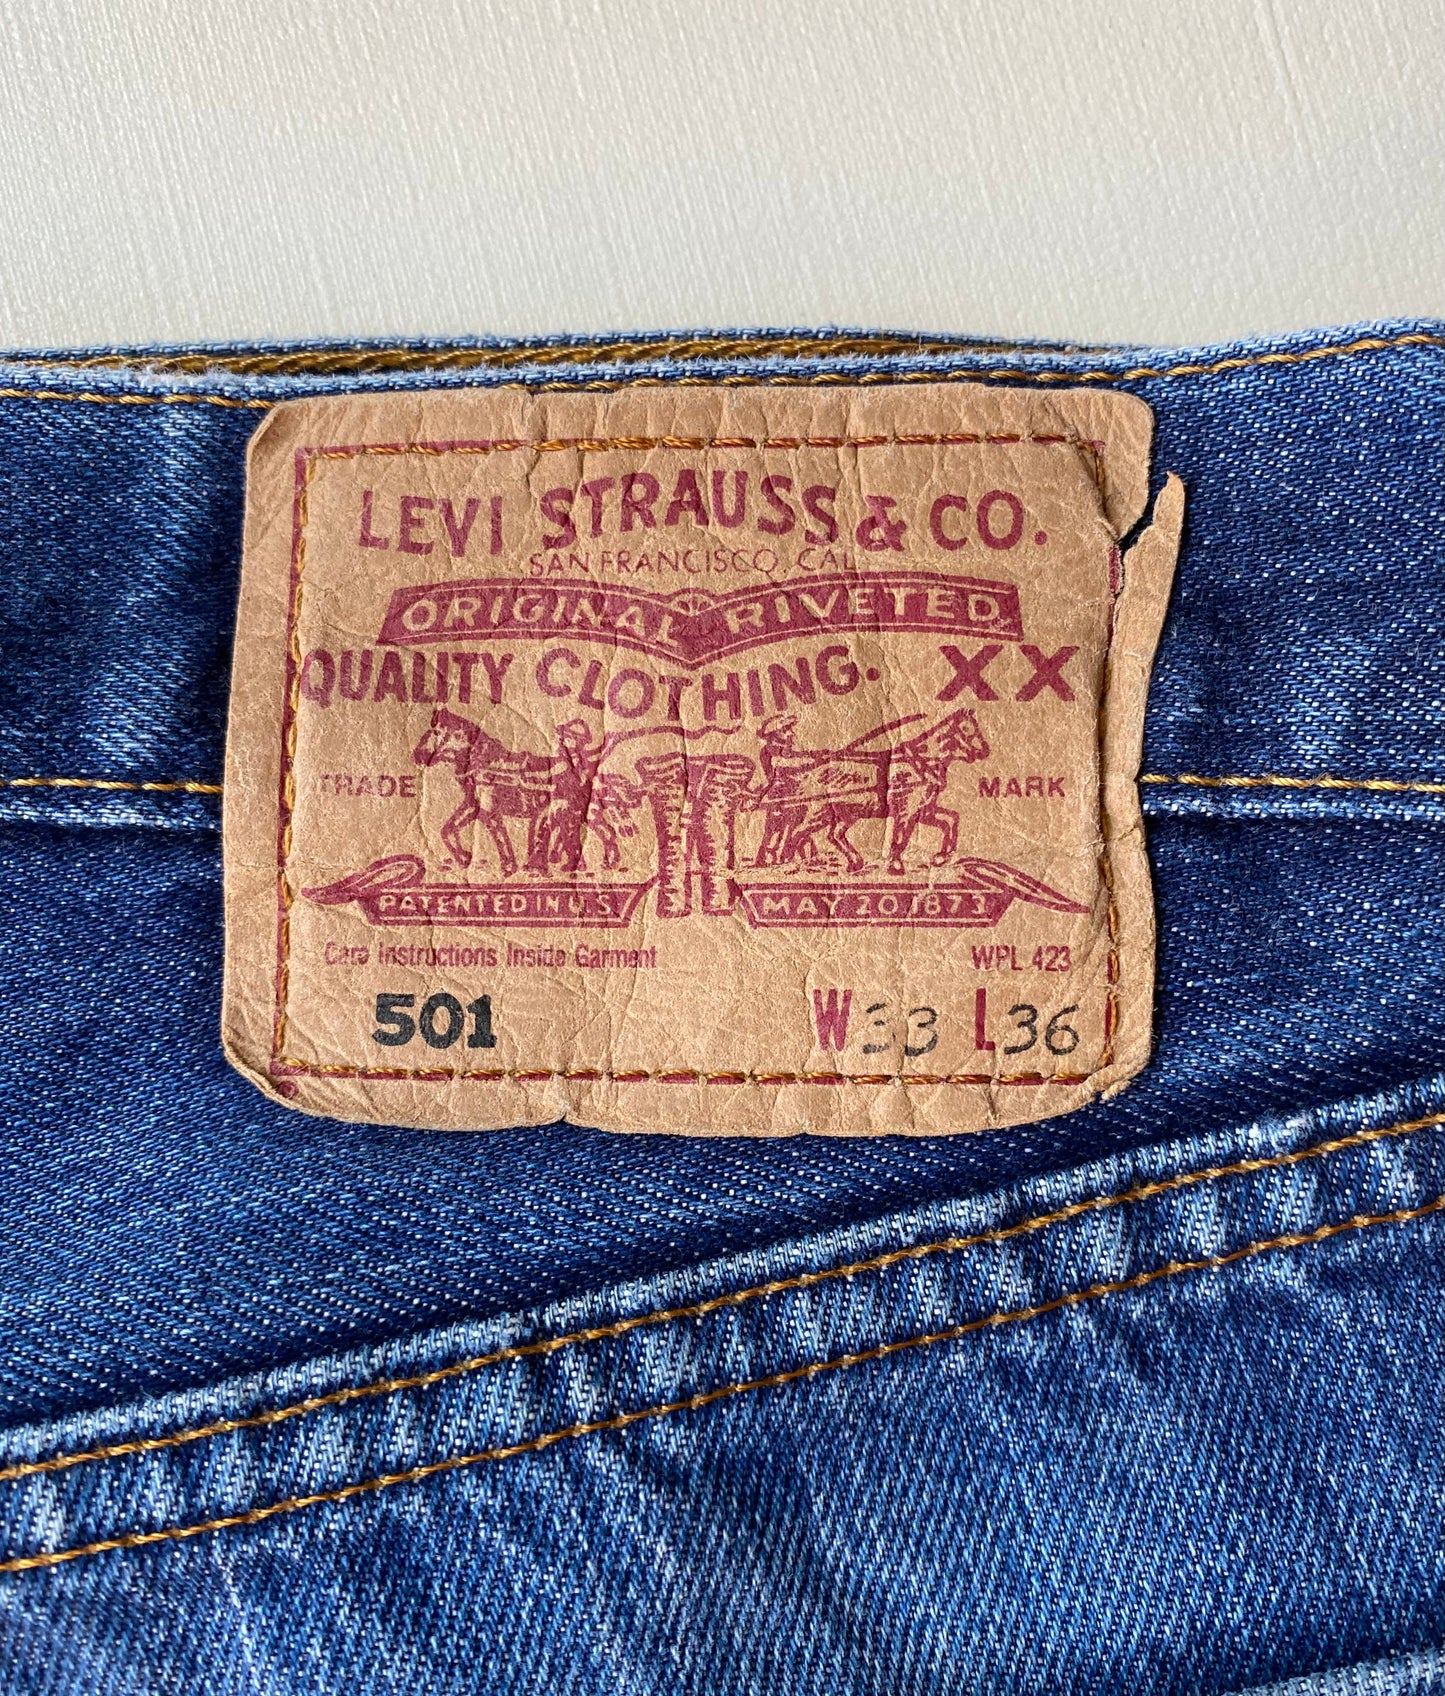 LEVI STRAUSS & CO.
SAN FRANCISCO, CAL
ORIGINAL RIVETED
QUALITY CLOTHING. XX
TRADE MARK
PATENTED IN U.S. MAY 20 1873
Care Instructions Inside Garment WPL 423
501 W33 L36